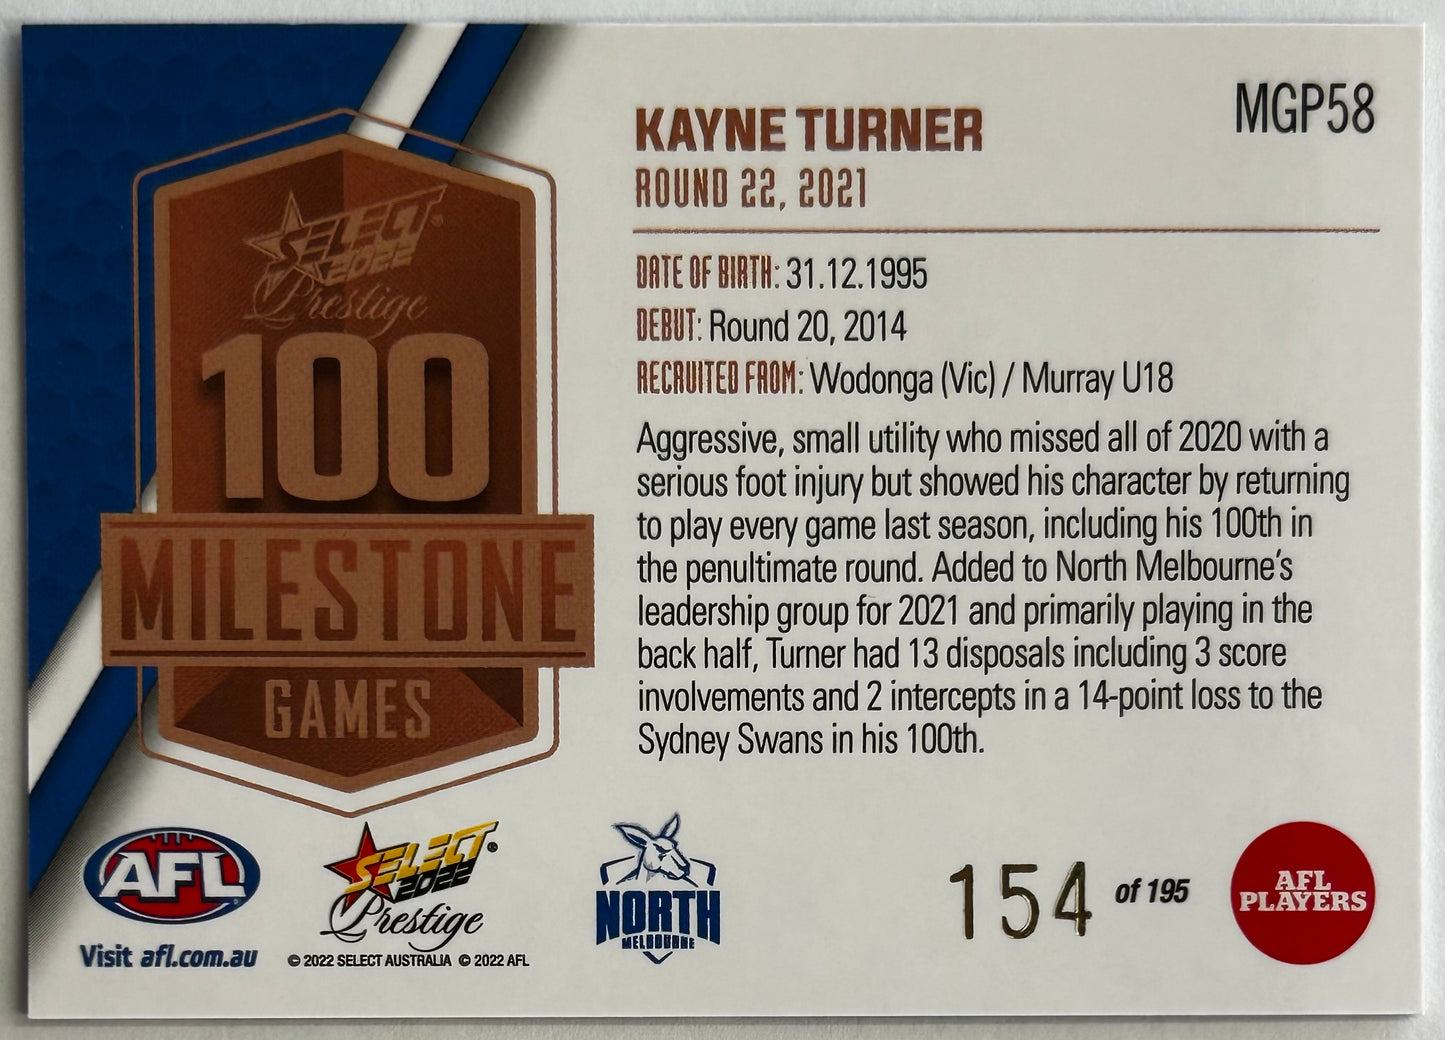 MGP58
KAYNE TURNER
ROUND 22, 2021
SELECT
2022
Prestige
100
MILESTONE
GAMES
DATE OF BIRTH: 31.12.1995
DEBUT: Round 20, 2014
RECRUITED FROM: Wodonga (Vic) / Murray U18
Aggressive, small utility who missed all of 2020 with a
serious foot injury but showed his character by returning
to play every game last season, including his 100th in
the penultimate round. Added to North Melbourne's
leadership group for 2021 and primarily playing in the
back half, Turner had 13 disposals including 3 score
involvements and 2 intercepts in a 14-point loss to the
Sydney Swans in his 100th.
AFL
Visit afl.com.au
SELECT
2022
Prestige
© 2022 SELECT AUSTRALIA © 2022 AFL
NORTH
MELBOURNE
154 of 195
AFL
PLAYERS